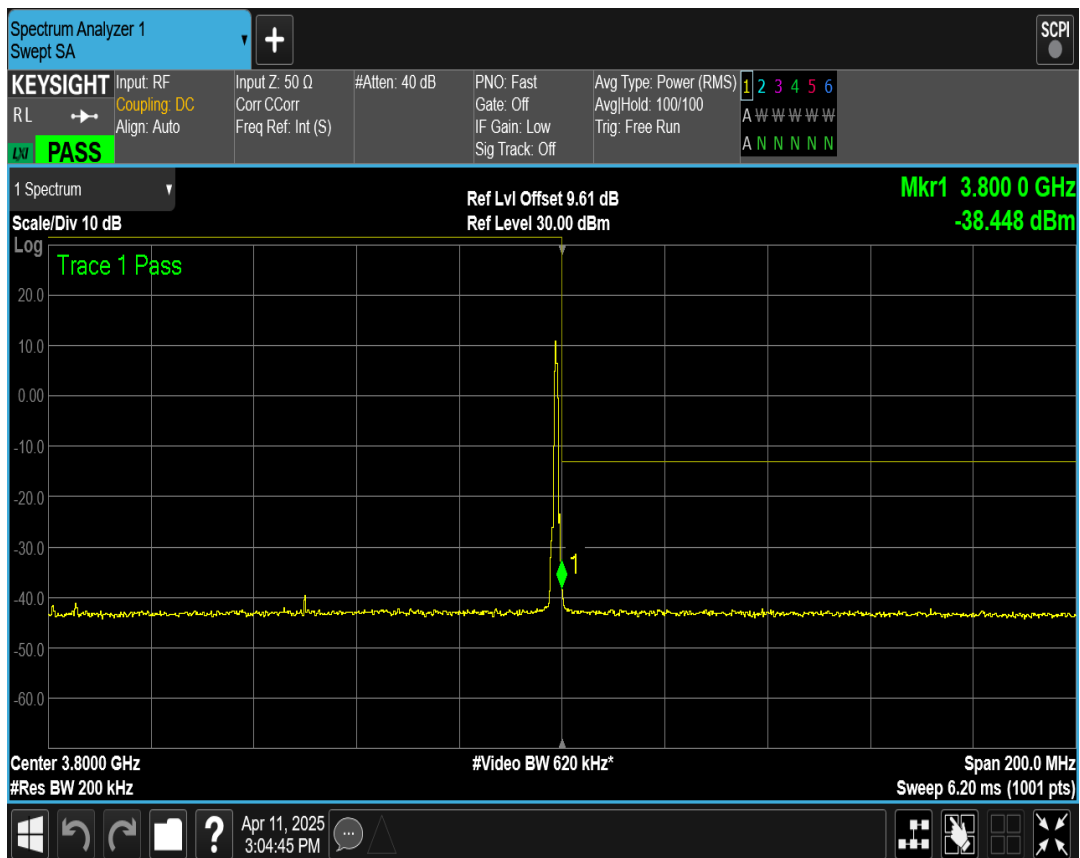 Spectrum Analyzer 1
Swept SA
SCPI
KEYSIGHT
RL
LXI PASS
Input: RF
Coupling: DC
Align: Auto
Input Z: 50 Ω
Corr CCorr
Freq Ref: Int (S)
#Atten: 40 dB
PNO: Fast
Gate: Off
IF Gain: Low
Sig Track: Off
Avg Type: Power (RMS)
Avg|Hold: 100/100
Trig: Free Run
1 2 3 4 5 6
A W W W W W
A N N N N N
1 Spectrum
Scale/Div 10 dB
Ref Lvl Offset 9.61 dB
Ref Level 30.00 dBm
Mkr1 3.800 0 GHz
-38.448 dBm
Log
Trace 1 Pass
20.0
10.0
0.00
-10.0
-20.0
-30.0
1
-40.0
-50.0
-60.0
Center 3.8000 GHz
#Video BW 620 kHz*
Span 200.0 MHz
#Res BW 200 kHz
Sweep 6.20 ms (1001 pts)
?
Apr 11, 2025
3:04:45 PM